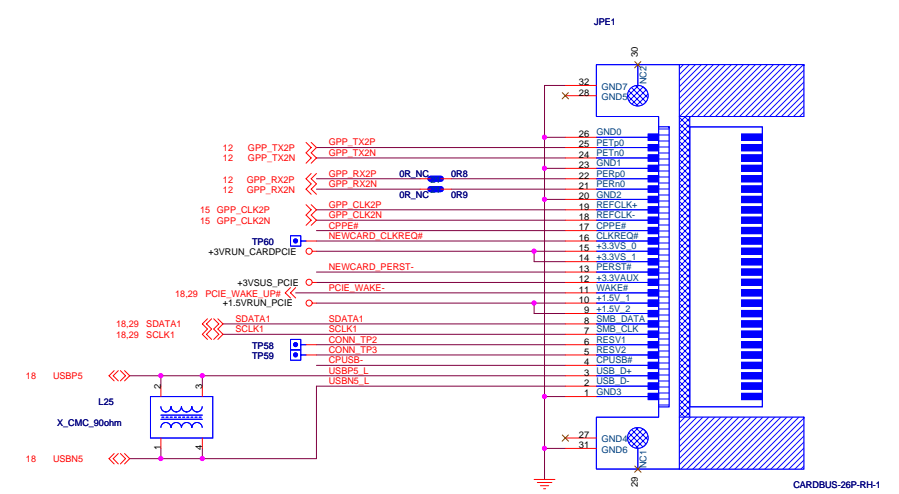 JPE1
30
NC2
32 GND7
28 GND5
26 GND0
12 GPP_TX2P GPP_TX2P 25 PETp0
12 GPP_TX2N GPP_TX2N 24 PETn0
23 GND1
12 GPP_RX2P GPP_RX2P 0R_NC 0R8 22 PERp0
12 GPP_RX2N GPP_RX2N 0R_NC 0R9 21 PERn0
20 GND2
15 GPP_CLK2P GPP_CLK2P 19 REFCLK+
15 GPP_CLK2N GPP_CLK2N 18 REFCLK-
CPPE# 17 CPPE#
TP60 NEWCARD_CLKREQ# 16 CLKREQ#
+3VRUN_CARDPCIE 15 +3.3VS_0
14 +3.3VS_1
NEWCARD_PERST- 13 PERST#
+3VSUS_PCIE 12 +3.3VAUX
18,29 PCIE_WAKE_UP# PCIE_WAKE- 11 WAKE#
+1.5VRUN_PCIE 10 +1.5V_1
9 +1.5V_2
18,29 SDATA1 SDATA1 SDATA1 8 SMB_DATA
18,29 SCLK1 SCLK1 SCLK1 7 SMB_CLK
TP58 CONN_TP2 6 RESV1
TP59 CONN_TP3 5 RESV2
CPUSB- 4 CPUSB#
18 USBP5 USBP5_L 3 USB_D+
USBN5_L 2 USB_D-
1 GND3
2 3
L25
X_CMC_90ohm
1 4
18 USBN5
27 GND4
31 GND6
NC1
29
CARDBUS-26P-RH-1